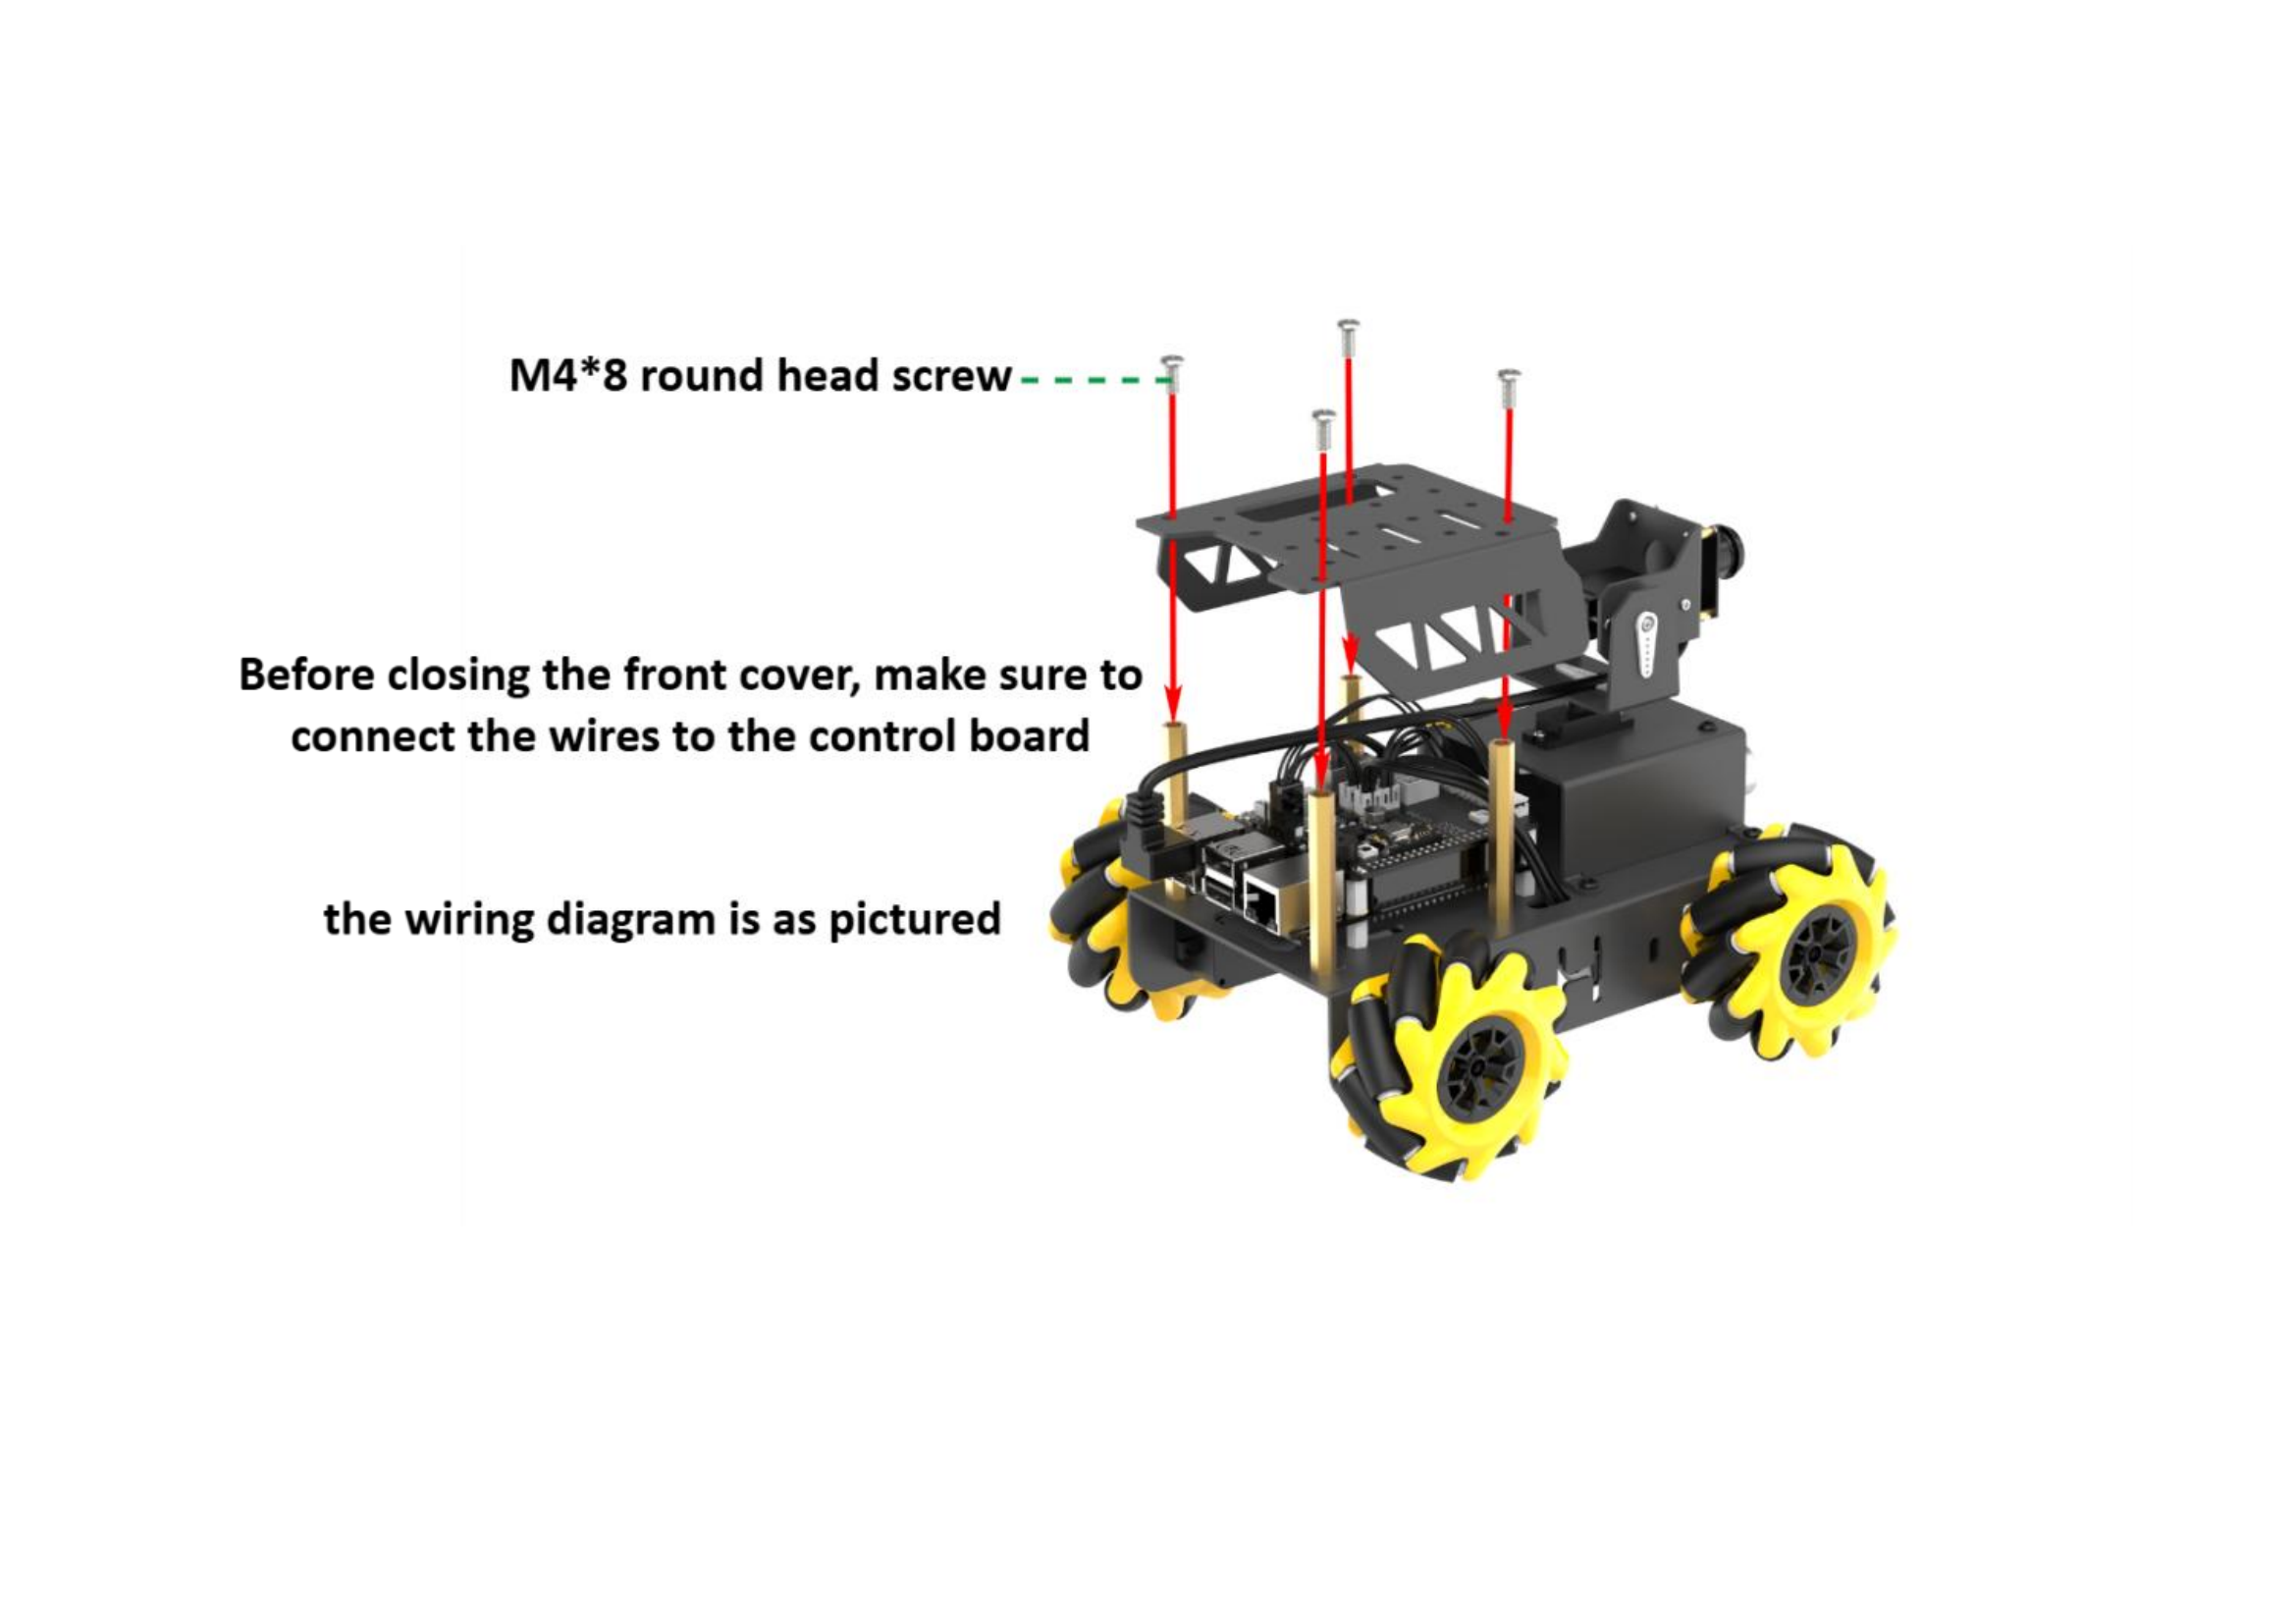 M4*8 round head screw
Before closing the front cover, make sure to
connect the wires to the control board
the wiring diagram is as pictured